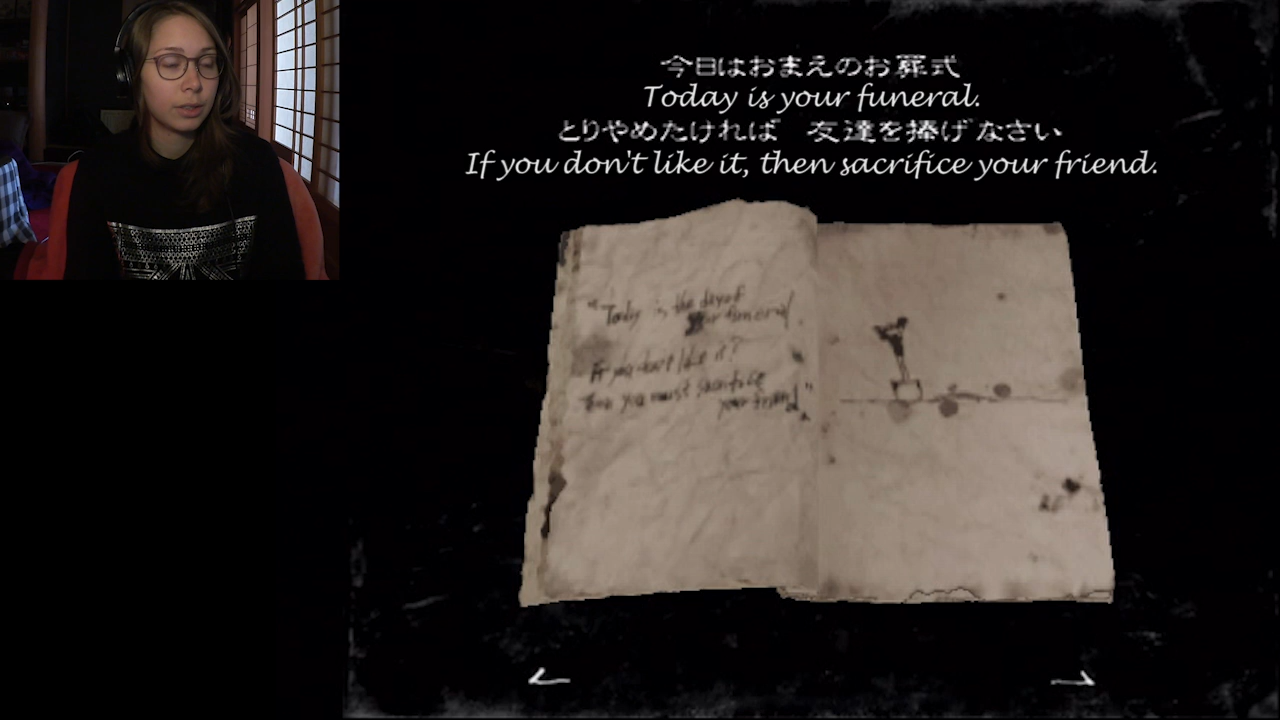 今日はおまえのお葬式
Today is your funeral.
とりやめたければ 友達を捧げなさい
If you don't like it, then sacrifice your friend.
"Today is the day of
your funeral.
If you don't like it?
Then you must sacrifice
your friend."